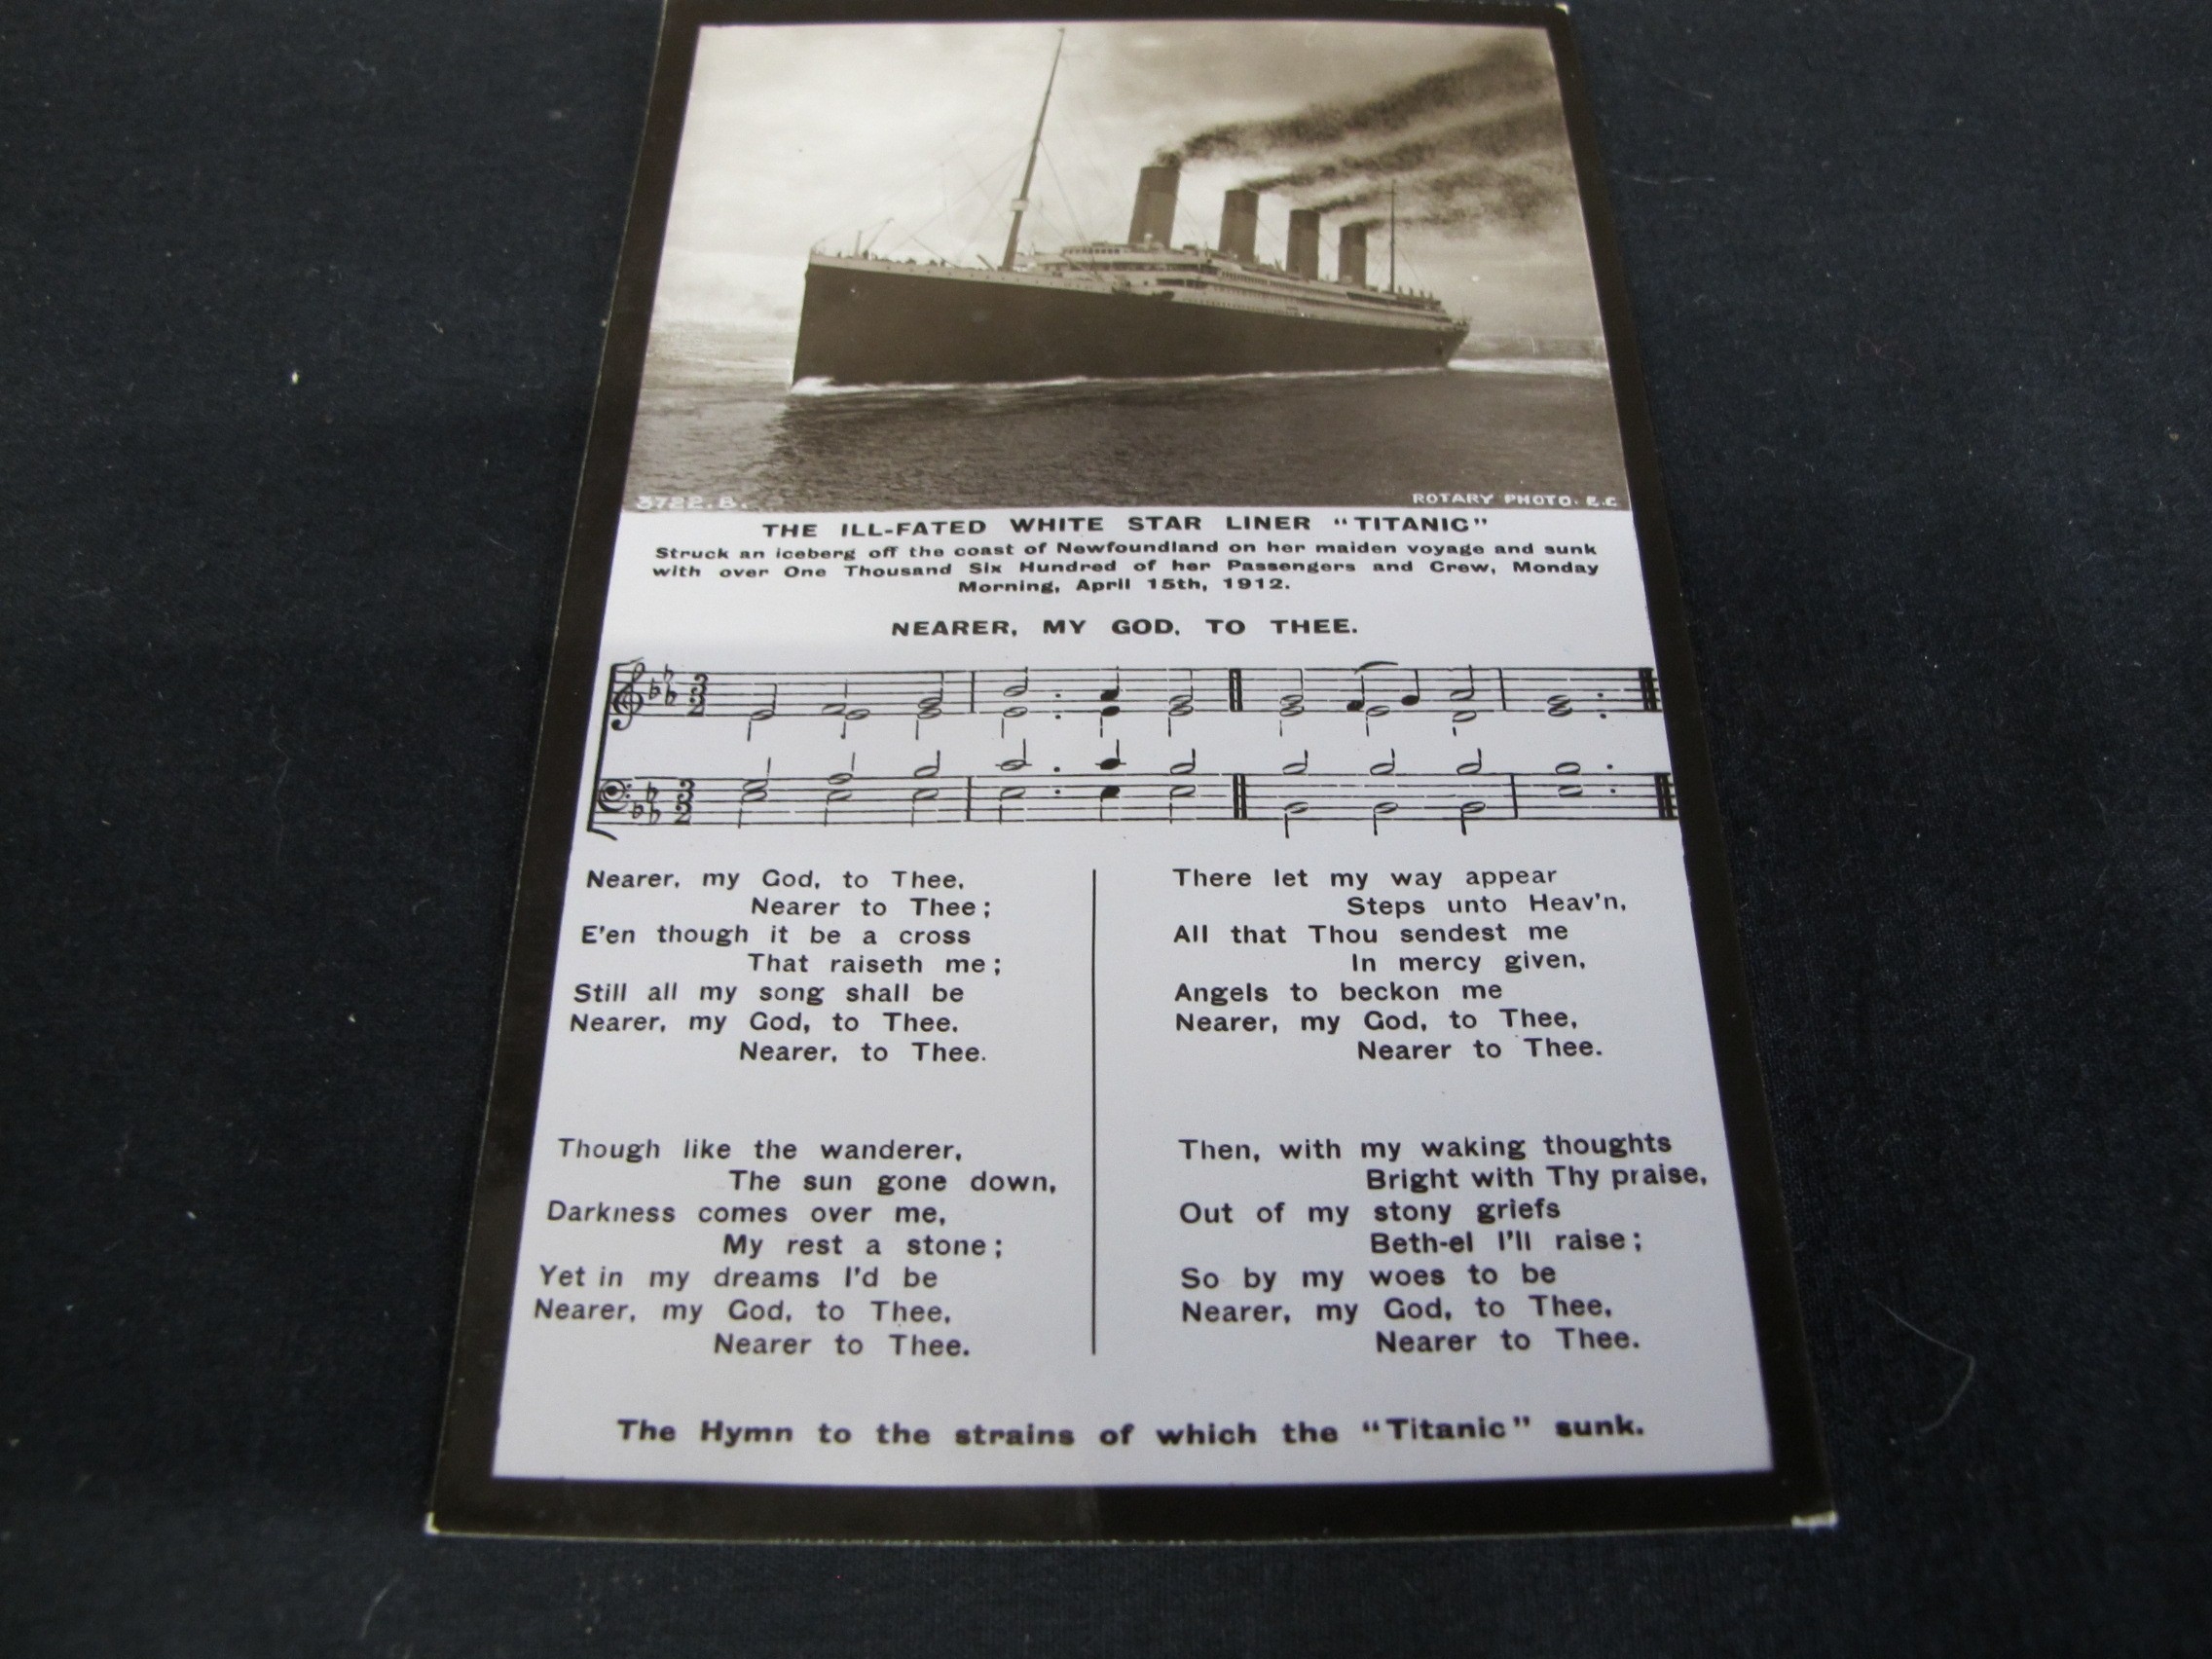 3722.B.
ROTARY PHOTO. E.C
THE ILL-FATED WHITE STAR LINER “TITANIC”
Struck an iceberg off the coast of Newfoundland on her maiden voyage and sunk
with over One Thousand Six Hundred of her Passengers and Crew, Monday
Morning, April 15th, 1912.
NEARER, MY GOD, TO THEE.
3
2
3
2
Nearer, my God, to Thee,
Nearer to Thee;
E'en though it be a cross
That raiseth me;
Still all my song shall be
Nearer, my God, to Thee.
Nearer, to Thee.
Though like the wanderer,
The sun gone down,
Darkness comes over me,
My rest a stone;
Yet in my dreams I'd be
Nearer, my God, to Thee,
Nearer to Thee.
There let my way appear
Steps unto Heav'n,
All that Thou sendest me
In mercy given,
Angels to beckon me
Nearer, my God, to Thee,
Nearer to Thee.
Then, with my waking thoughts
Bright with Thy praise,
Out of my stony griefs
Beth-el I'll raise;
So by my woes to be
Nearer, my God, to Thee,
Nearer to Thee.
The Hymn to the strains of which the “Titanic” sunk.